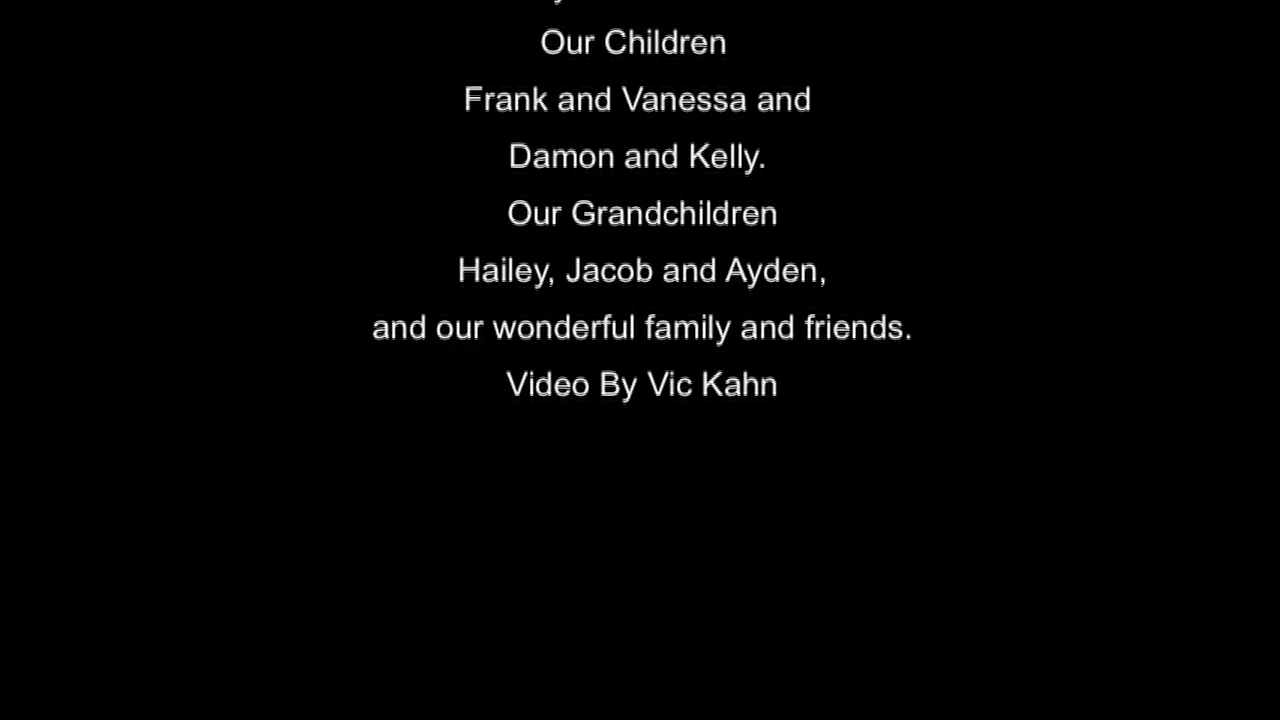 Our Children
Frank and Vanessa and
Damon and Kelly.
Our Grandchildren
Hailey, Jacob and Ayden,
and our wonderful family and friends.
Video By Vic Kahn